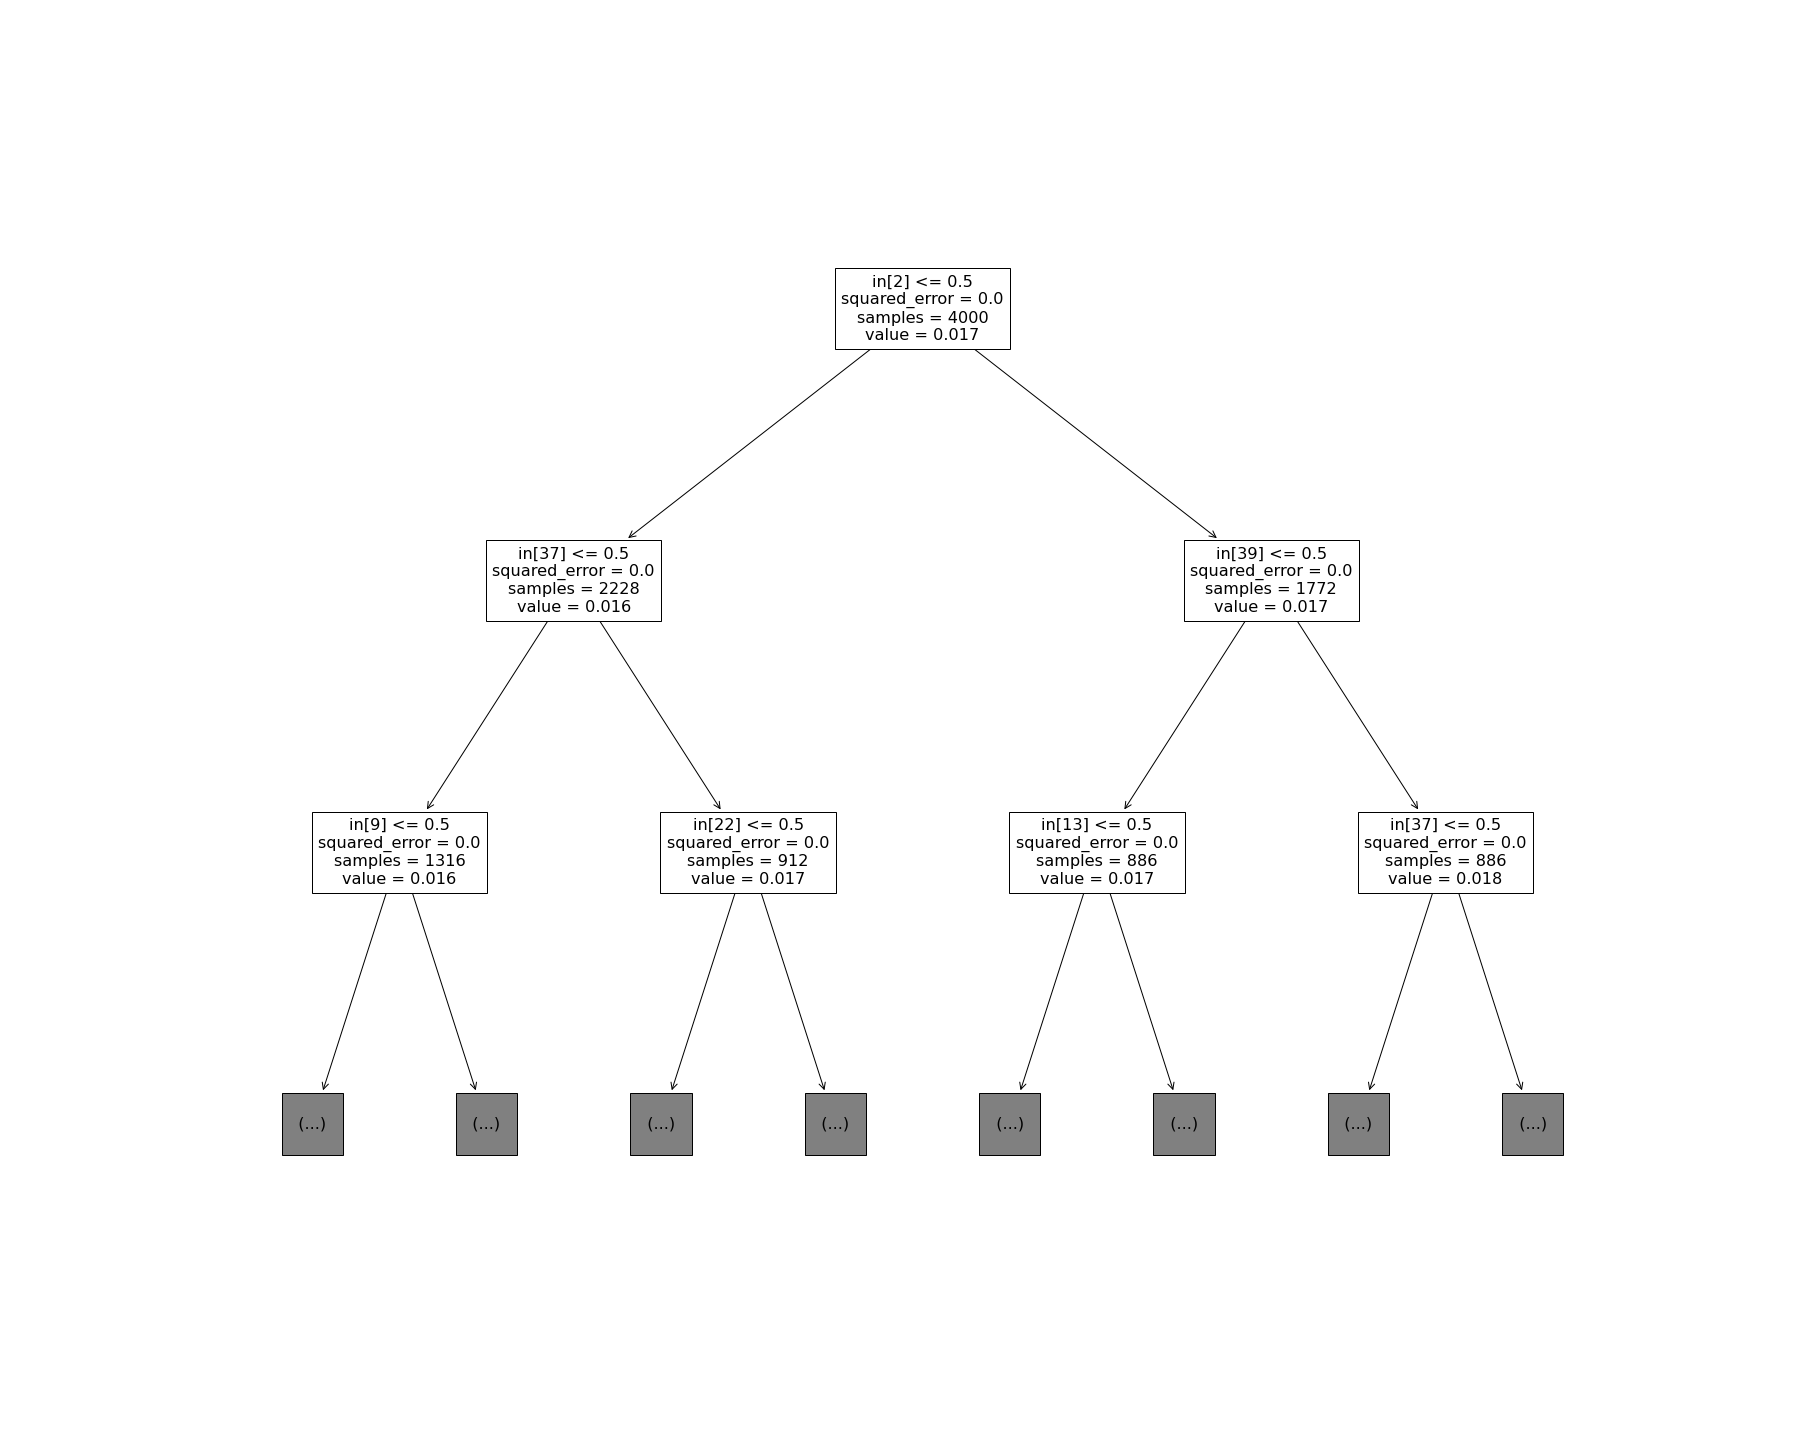 in[2] <= 0.5
squared_error = 0.0
samples = 4000
value = 0.017
in[37] <= 0.5
squared_error = 0.0
samples = 2228
value = 0.016
in[39] <= 0.5
squared_error = 0.0
samples = 1772
value = 0.017
in[9] <= 0.5
squared_error = 0.0
samples = 1316
value = 0.016
in[22] <= 0.5
squared_error = 0.0
samples = 912
value = 0.017
in[13] <= 0.5
squared_error = 0.0
samples = 886
value = 0.017
in[37] <= 0.5
squared_error = 0.0
samples = 886
value = 0.018
(...)
(...)
(...)
(...)
(...)
(...)
(...)
(...)